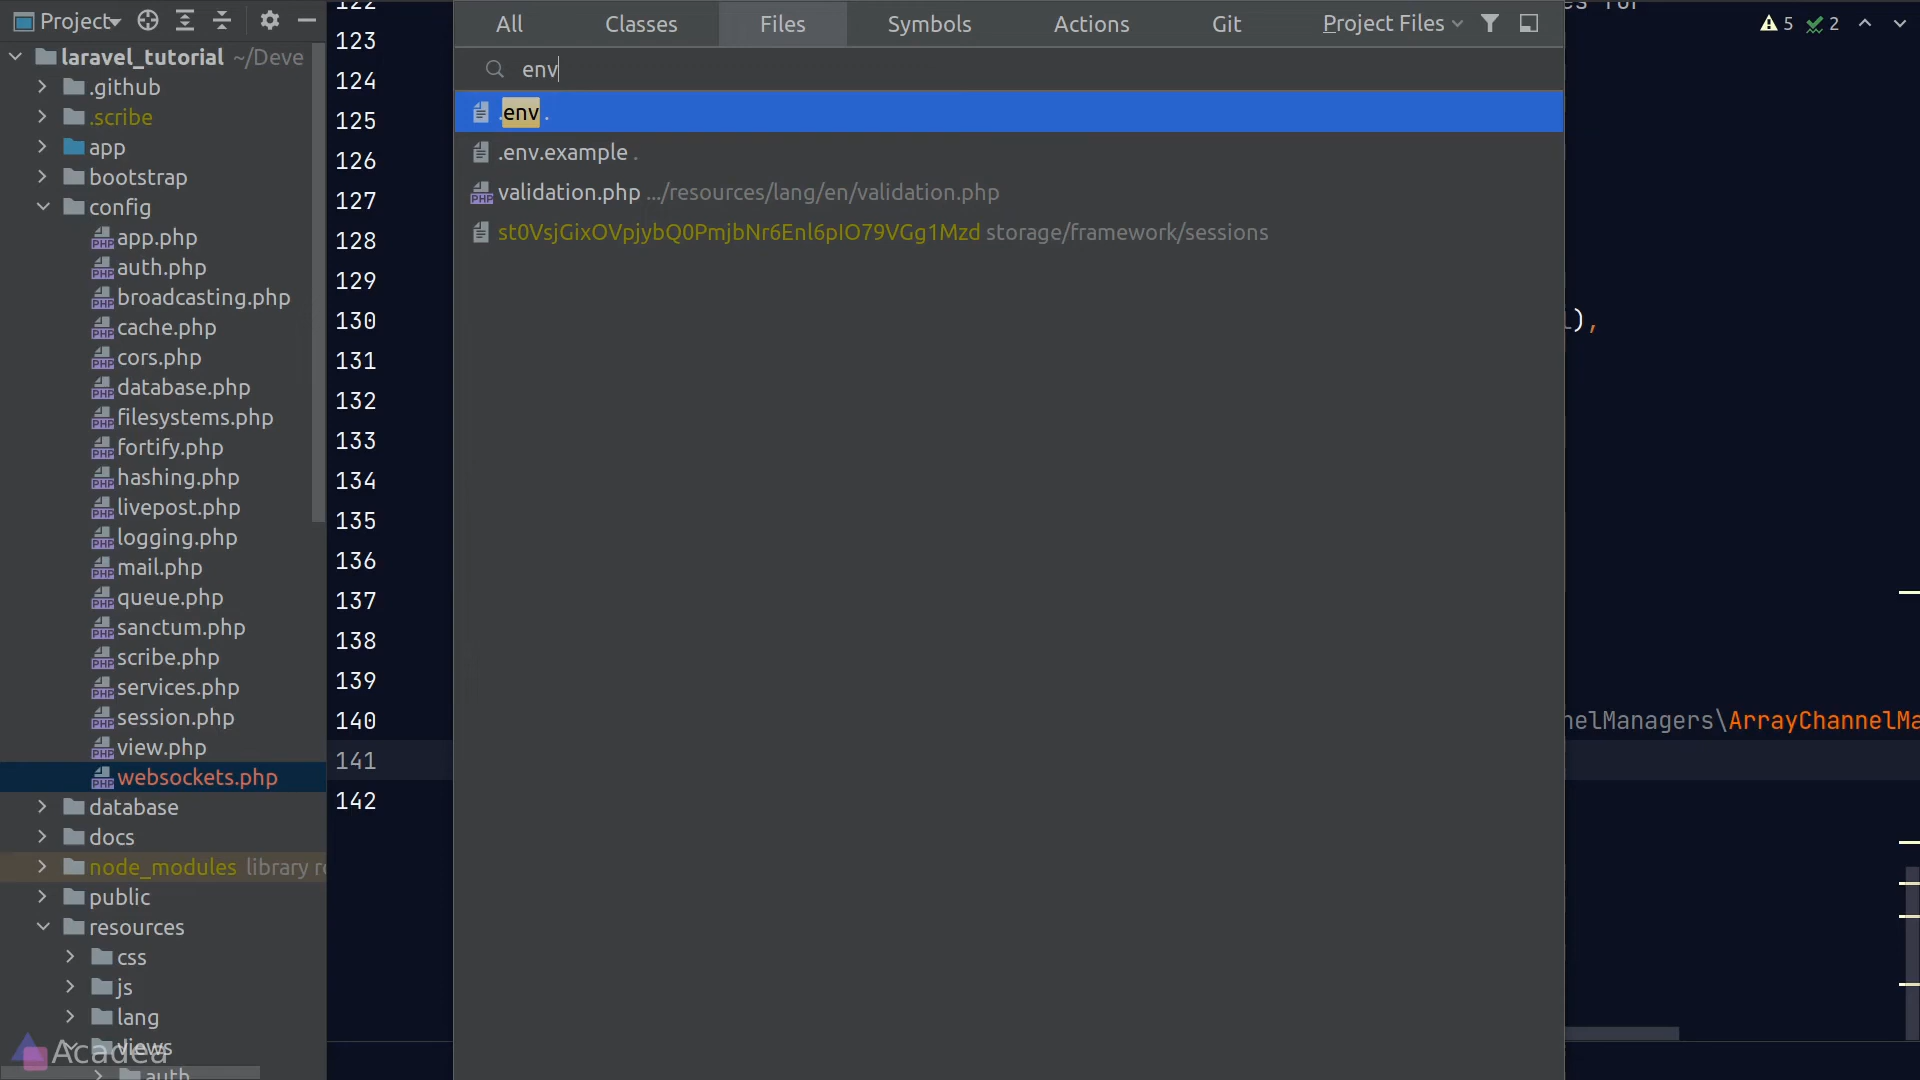 Project
laravel_tutorial ~/Deve
.github
.scribe
app
bootstrap
config
app.php
auth.php
broadcasting.php
cache.php
cors.php
database.php
filesystems.php
fortify.php
hashing.php
livepost.php
logging.php
mail.php
queue.php
sanctum.php
scribe.php
services.php
session.php
view.php
websockets.php
database
docs
node_modules library
public
resources
css
js
lang
views
auth
Acadea
123
124
125
126
127
128
129
130
131
132
133
134
135
136
137
138
139
140
141
142
All Classes Files Symbols Actions Git Project Files
env
.env .
.env.example .
validation.php .../resources/lang/en/validation.php
st0VsjGixOVpjybQ0PmjbNr6Enl6pIO79VGg1Mzd storage/framework/sessions
5 2
),
nelManagers\ArrayChannelMa